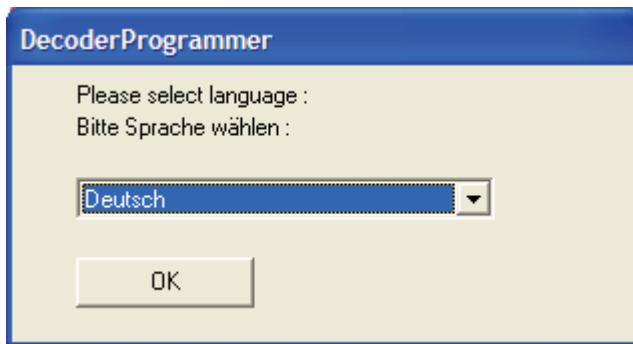 DecoderProgrammer
Please select language :
Bitte Sprache wählen :
Deutsch
OK